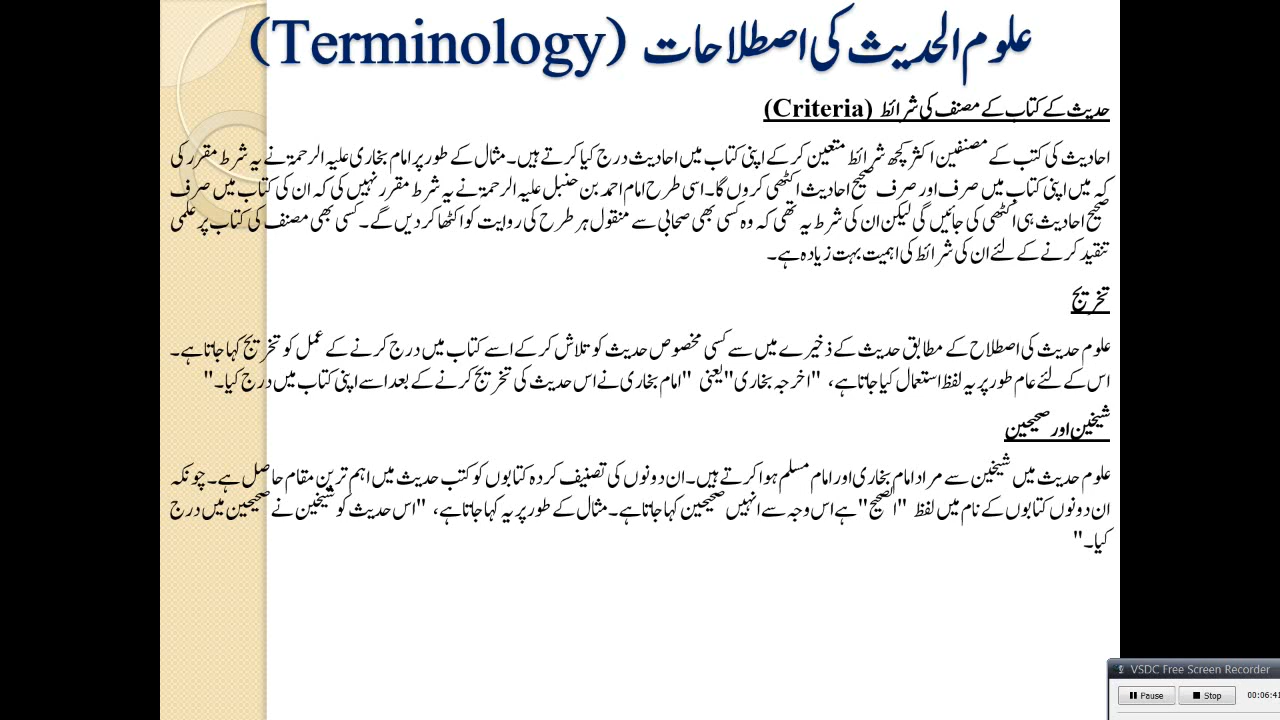 علوم الحدیث کی اصطلاحات (Terminology)
حدیث کے کتاب کے مصنف کی شرائط (Criteria)
احادیث کی کتب کے مصنفین اکثر کچھ شرائط متعین کر کے اپنی کتاب میں احادیث درج کیا کرتے ہیں۔ مثال کے طور پر امام بخاری علیہ الرحمۃ نے یہ شرط مقرر کی
کہ میں اپنی کتاب میں صرف اور صرف صحیح احادیث اکٹھی کروں گا۔ اسی طرح امام احمد بن حنبل علیہ الرحمۃ نے یہ شرط مقرر نہیں کی کہ ان کی کتاب میں صرف
صحیح احادیث ہی اکٹھی کی جائیں گی لیکن ان کی شرط یہ تھی کہ وہ کسی بھی صحابی سے منقول ہر طرح کی روایت کو اکٹھا کر دیں گے۔ کسی بھی مصنف کی کتاب پر علمی
تنقید کرنے کے لئے ان کی شرائط کی اہمیت بہت زیادہ ہے۔
تخریج
علوم حدیث کی اصطلاح کے مطابق حدیث کے ذخیرے میں سے کسی مخصوص حدیث کو تلاش کر کے اسے کتاب میں درج کرنے کے عمل کو تخریج کہا جاتا ہے۔
اس کے لئے عام طور پر یہ لفظ استعمال کیا جاتا ہے، "اخرجہ بخاری" یعنی "امام بخاری نے اس حدیث کی تخریج کرنے کے بعد اسے اپنی کتاب میں درج کیا۔"
شیخین اور صحیحین
علوم حدیث میں شیخین سے مراد امام بخاری اور امام مسلم ہوا کرتے ہیں۔ ان دونوں کی تصنیف کردہ کتابوں کو کتب حدیث میں اہم ترین مقام حاصل ہے۔ چونکہ
ان دونوں کتابوں کے نام میں لفظ "الصحیح" ہے اس وجہ سے انہیں صحیحین کہا جاتا ہے۔ مثال کے طور پر یہ کہا جاتا ہے، "اس حدیث کو شیخین نے صحیحین میں درج
کیا۔"
VSDC Free Screen Recorder
Pause Stop 00:06:41